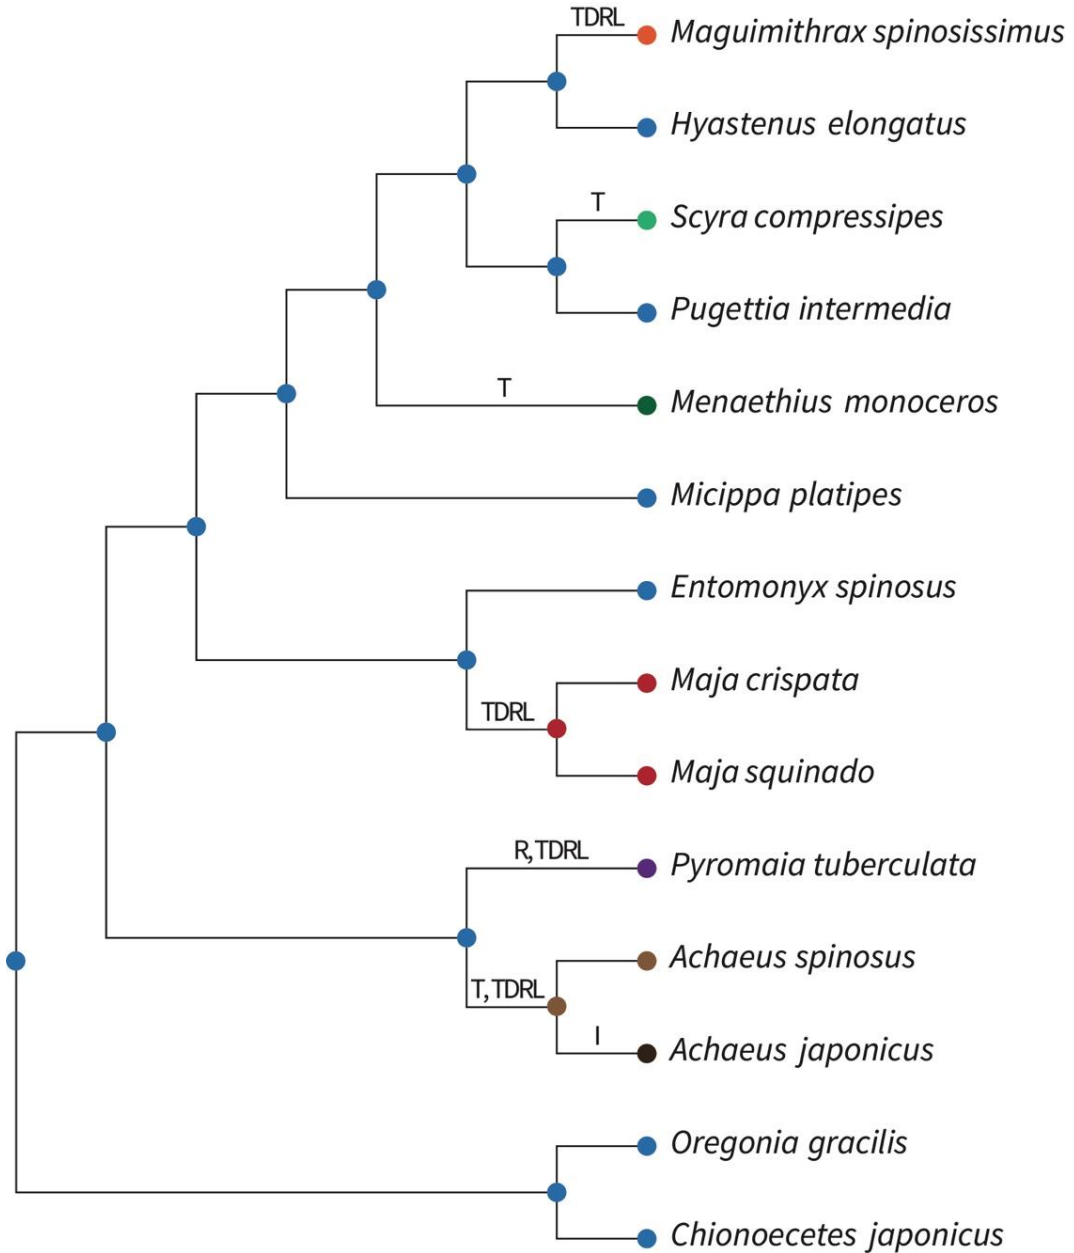 TDRL
Maguimithrax spinosissimus
Hyastenus elongatus
T
Scyra compressipes
Pugettia intermedia
T
Menaethius monoceros
Micippa platipes
Entomonyx spinosus
Maja crispata
TDRL
Maja squinado
R, TDRL
Pyromaia tuberculata
Achaeus spinosus
T, TDRL
I
Achaeus japonicus
Oregonia gracilis
Chionoecetes japonicus